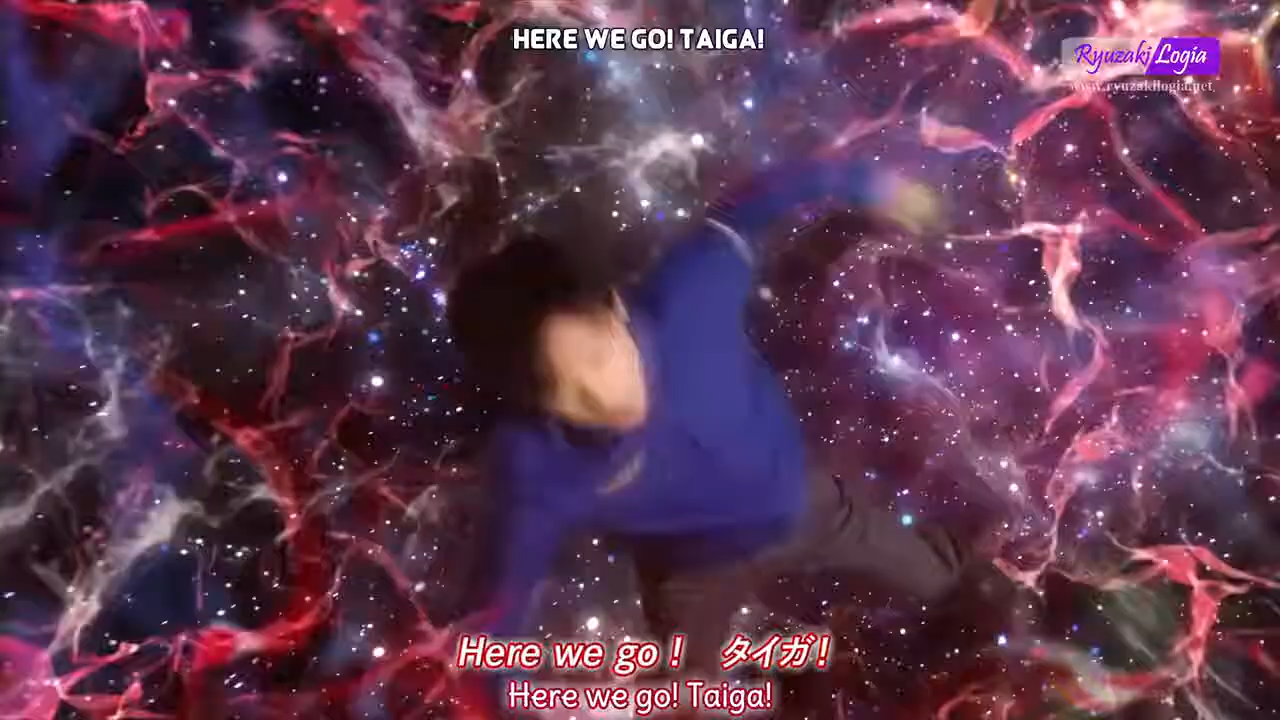 HERE WE GO! TAIGA!
Ryuzaki Logia
www.ryuzakilogia.net
Here we go！ タイガ！
Here we go! Taiga!